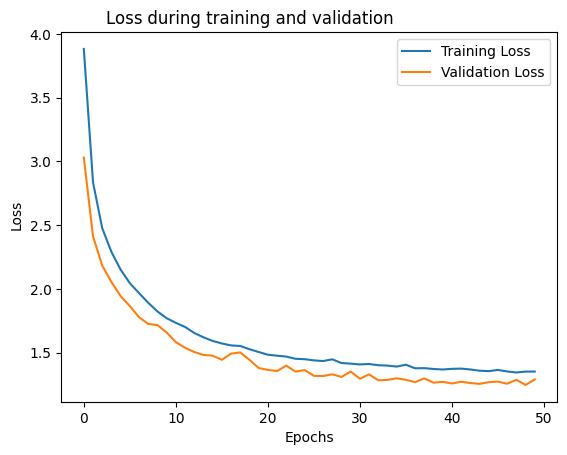 Loss during training and validation
4.0
3.5
3.0
2.5
2.0
1.5
Loss
Training Loss
Validation Loss
0 10 20 30 40 50
Epochs